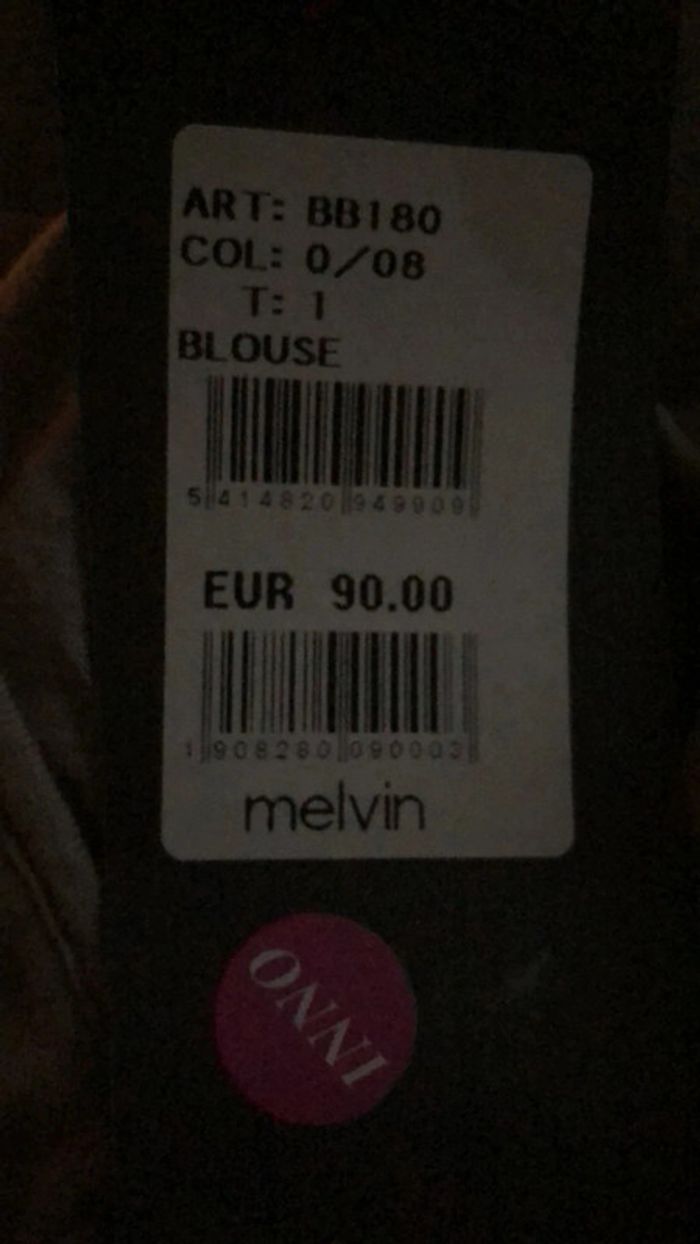 ART: BB180
COL: 0/08
T: 1
BLOUSE
5 414820 949909
EUR 90.00
1 908280 090003
melvin
INNO